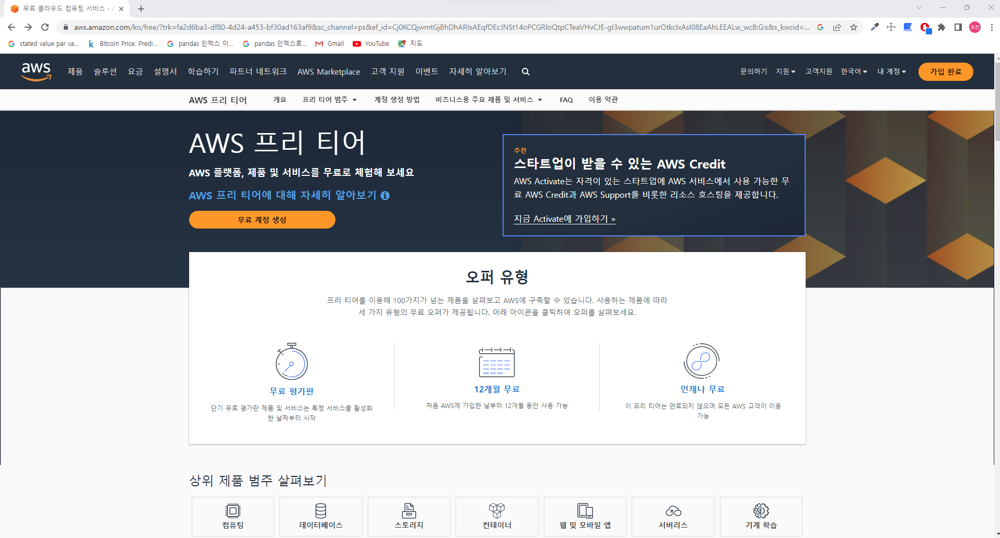 무료 클라우드 컴퓨팅 서비스 -
aws.amazon.com/ko/free/?trk=fa2d6ba3-df80-4d24-a453-bf30ad163af9&sc_channel=ps&ef_id=Cj0KCQjwmtGjBhDhARIsAEqfDEcJNSt14oPCGRloQtpCTeaVHvCJE-gI3wwpatum1urOtkcIxAsI08EaAhLEEALw_wcB:G:s&s_kwcid=...
호찬
stated value par va...
Bitcoin Price. Predi...
pandas 인덱스 이...
pandas 인덱스로...
Gmail
YouTube
지도
aws
제품 솔루션 요금 설명서 학습하기 파트너 네트워크 AWS Marketplace 고객 지원 이벤트 자세히 알아보기
문의하기 지원 고객지원 한국어 내 계정 가입 완료
AWS 프리 티어 개요 프리 티어 범주 계정 생성 방법 비즈니스용 주요 제품 및 서비스 FAQ 이용 약관
AWS 프리 티어
AWS 플랫폼, 제품 및 서비스를 무료로 체험해 보세요
AWS 프리 티어에 대해 자세히 알아보기
무료 계정 생성
추천
스타트업이 받을 수 있는 AWS Credit
AWS Activate는 자격이 있는 스타트업에 AWS 서비스에서 사용 가능한 무
료 AWS Credit과 AWS Support를 비롯한 리소스 호스팅을 제공합니다.
지금 Activate에 가입하기 »
오퍼 유형
프리 티어를 이용해 100가지가 넘는 제품을 살펴보고 AWS에 구축할 수 있습니다. 사용하는 제품에 따라
세 가지 유형의 무료 오퍼가 제공됩니다. 아래 아이콘을 클릭하여 오퍼를 살펴보세요.
무료 평가판
단기 무료 평가판 제품 및 서비스는 특정 서비스를 활성화
한 날짜부터 시작
12개월 무료
처음 AWS에 가입한 날부터 12개월 동안 사용 가능
언제나 무료
이 프리 티어는 만료되지 않으며 모든 AWS 고객이 이용
가능
상위 제품 범주 살펴보기
컴퓨팅
데이터베이스
스토리지
컨테이너
웹 및 모바일 앱
서버리스
기계 학습